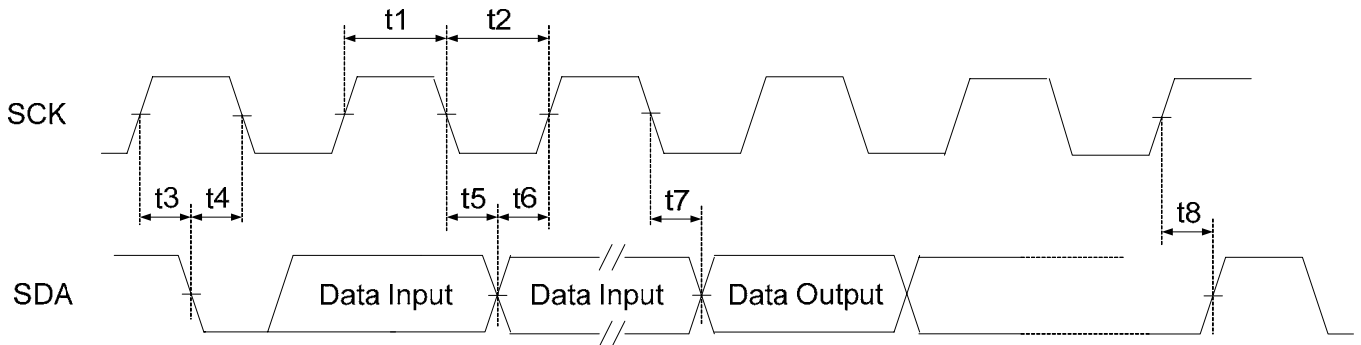 t1 t2
SCK
t3 t4 t5 t6 t7 t8
SDA Data Input Data Input Data Output